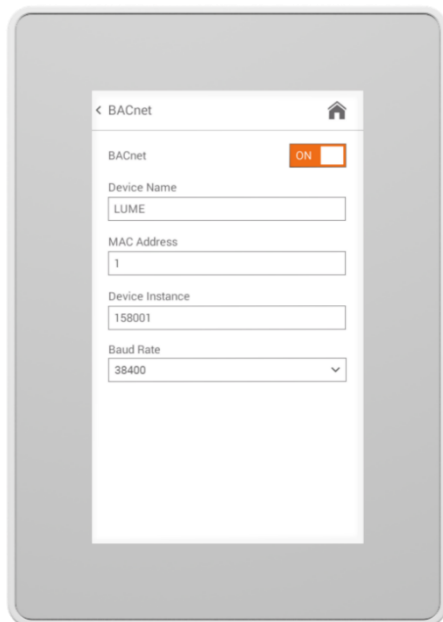 BACnet
BACnet
ON
Device Name
LUME
MAC Address
1
Device Instance
158001
Baud Rate
38400